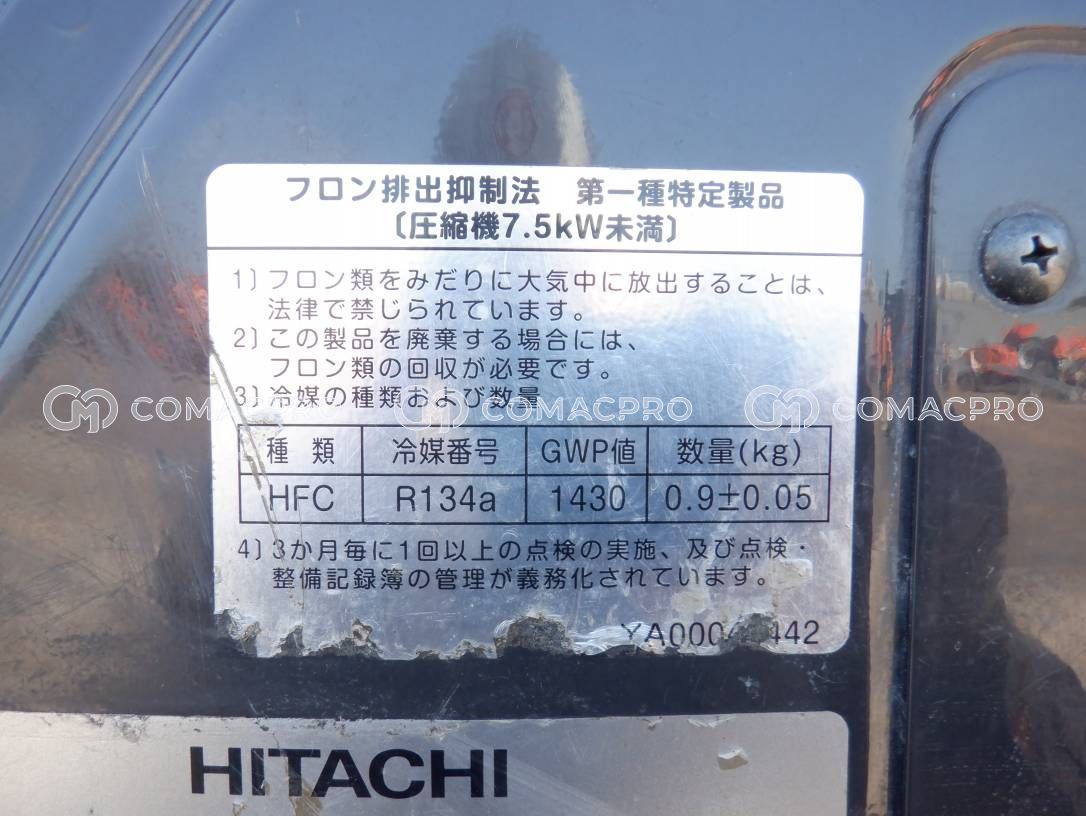 フロン排出抑制法　第一種特定製品
〔圧縮機7.5kW未満〕
1) フロン類をみだりに大気中に放出することは、
法律で禁じられています。
2) この製品を廃棄する場合には、
フロン類の回収が必要です。
3) 冷媒の種類および数量
COMACPRO COMACPRO COMACPRO
種類 冷媒番号 GWP値 数量(kg)
HFC R134a 1430 0.9±0.05
4) 3か月毎に1回以上の点検の実施、及び点検・
整備記録簿の管理が義務化されています。
HITACHI